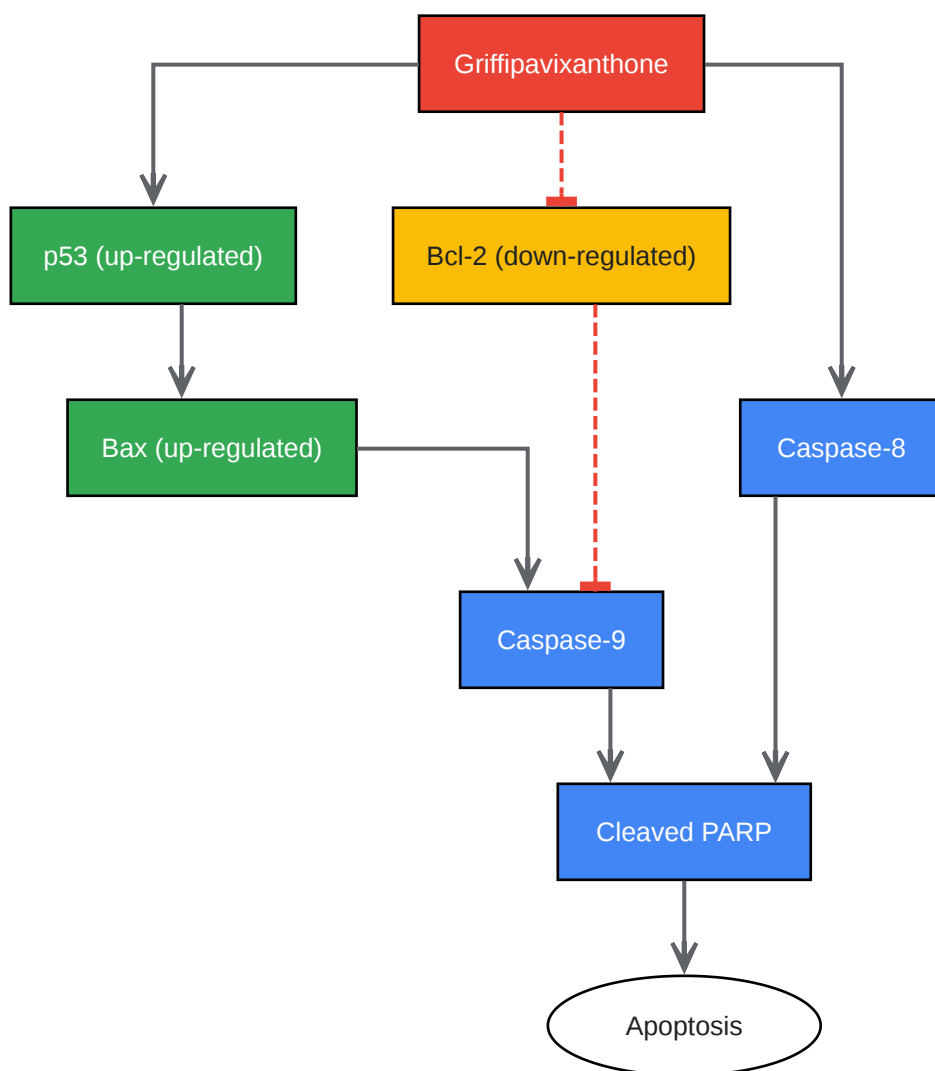 Griffipavixanthone
p53 (up-regulated)
Bcl-2 (down-regulated)
Bax (up-regulated)
Caspase-8
Caspase-9
Cleaved PARP
Apoptosis